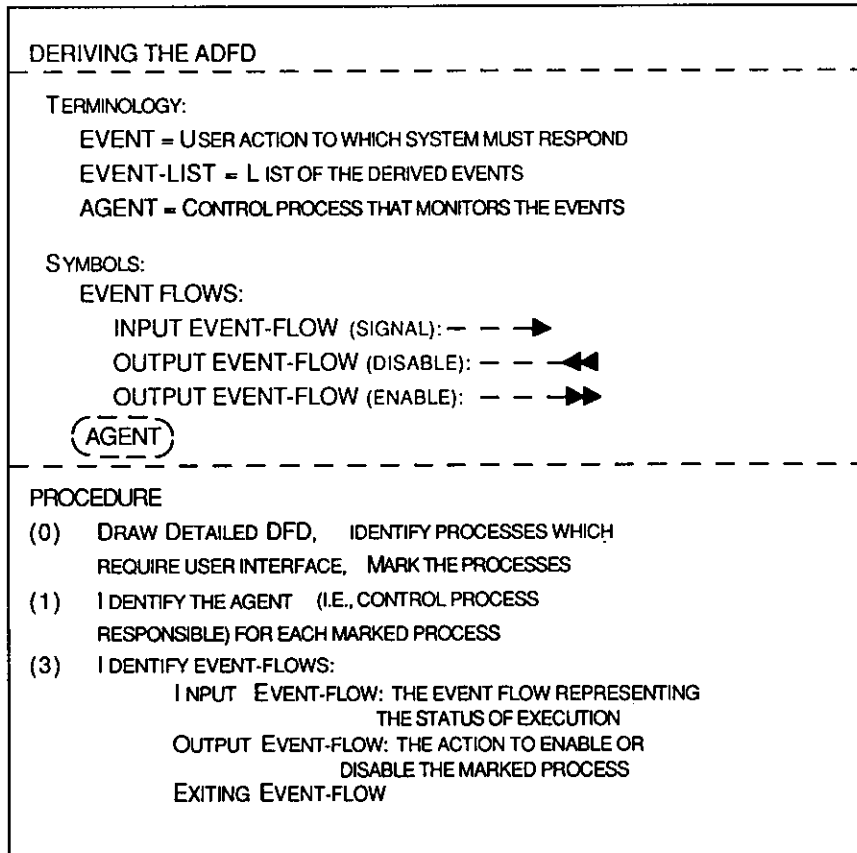 DERIVING THE ADFD
TERMINOLOGY:
EVENT = USER ACTION TO WHICH SYSTEM MUST RESPOND
EVENT-LIST = LIST OF THE DERIVED EVENTS
AGENT = CONTROL PROCESS THAT MONITORS THE EVENTS
SYMBOLS:
EVENT FLOWS:
INPUT EVENT-FLOW (SIGNAL):
OUTPUT EVENT-FLOW (DISABLE):
OUTPUT EVENT-FLOW (ENABLE):
AGENT
PROCEDURE
(0) DRAW DETAILED DFD, IDENTIFY PROCESSES WHICH
REQUIRE USER INTERFACE, MARK THE PROCESSES
(1) IDENTIFY THE AGENT (I.E., CONTROL PROCESS
RESPONSIBLE) FOR EACH MARKED PROCESS
(3) IDENTIFY EVENT-FLOWS:
INPUT EVENT-FLOW: THE EVENT FLOW REPRESENTING
THE STATUS OF EXECUTION
OUTPUT EVENT-FLOW: THE ACTION TO ENABLE OR
DISABLE THE MARKED PROCESS
EXITING EVENT-FLOW